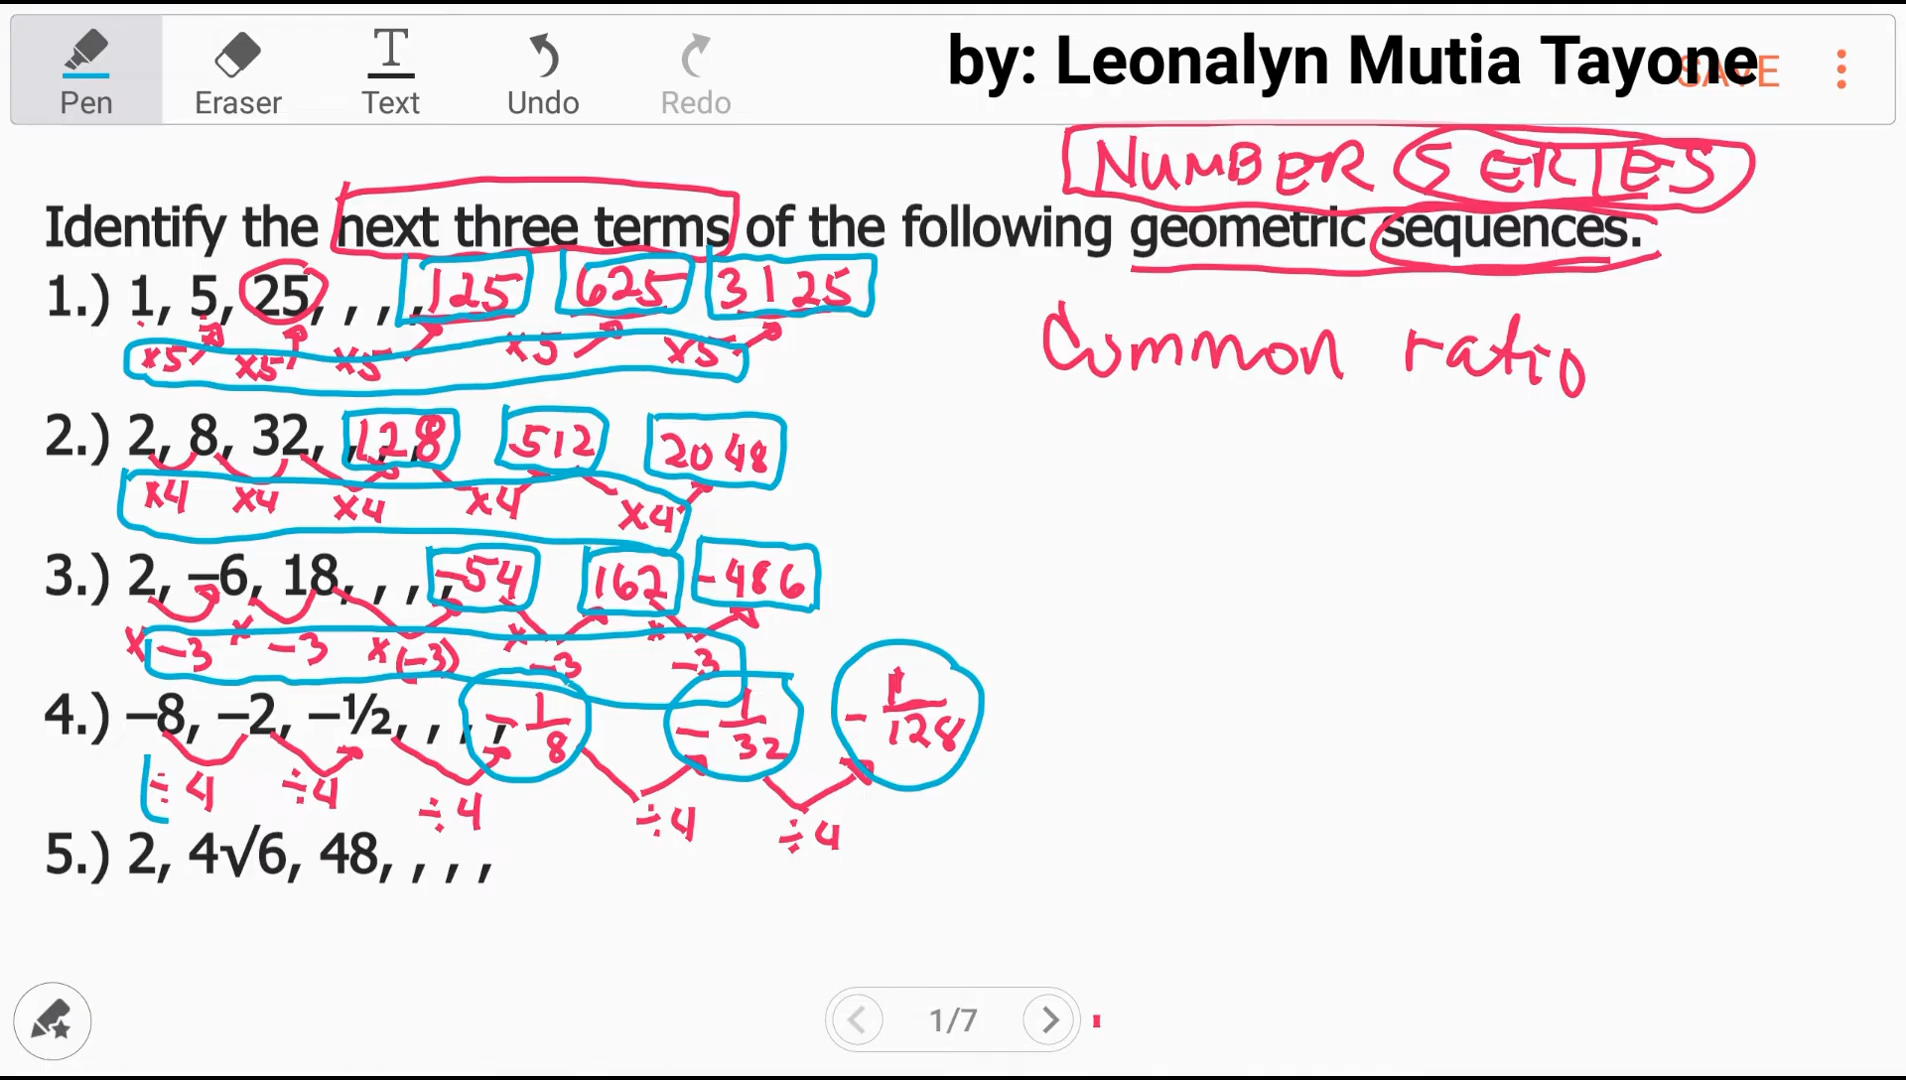 by: Leonalyn Mutia Tayone
SAVE
Pen Eraser Text Undo Redo
NUMBER SERIES
Identify the next three terms of the following geometric sequences.
1.) 1, 5, 25, , , , 125 625 3125
×5 ×5 ×5 ×5 ×5
Common ratio
2.) 2, 8, 32, , , , 128 512 2048
×4 ×4 ×4 ×4 ×4
3.) 2, –6, 18, , , , -54 162 -486
× -3 × -3 × (-3) × -3 × -3
4.) –8, –2, –½, , , , - 1/8 - 1/32 - 1/128
÷4 ÷4 ÷4 ÷4 ÷4
5.) 2, 4√6, 48, , , ,
1/7